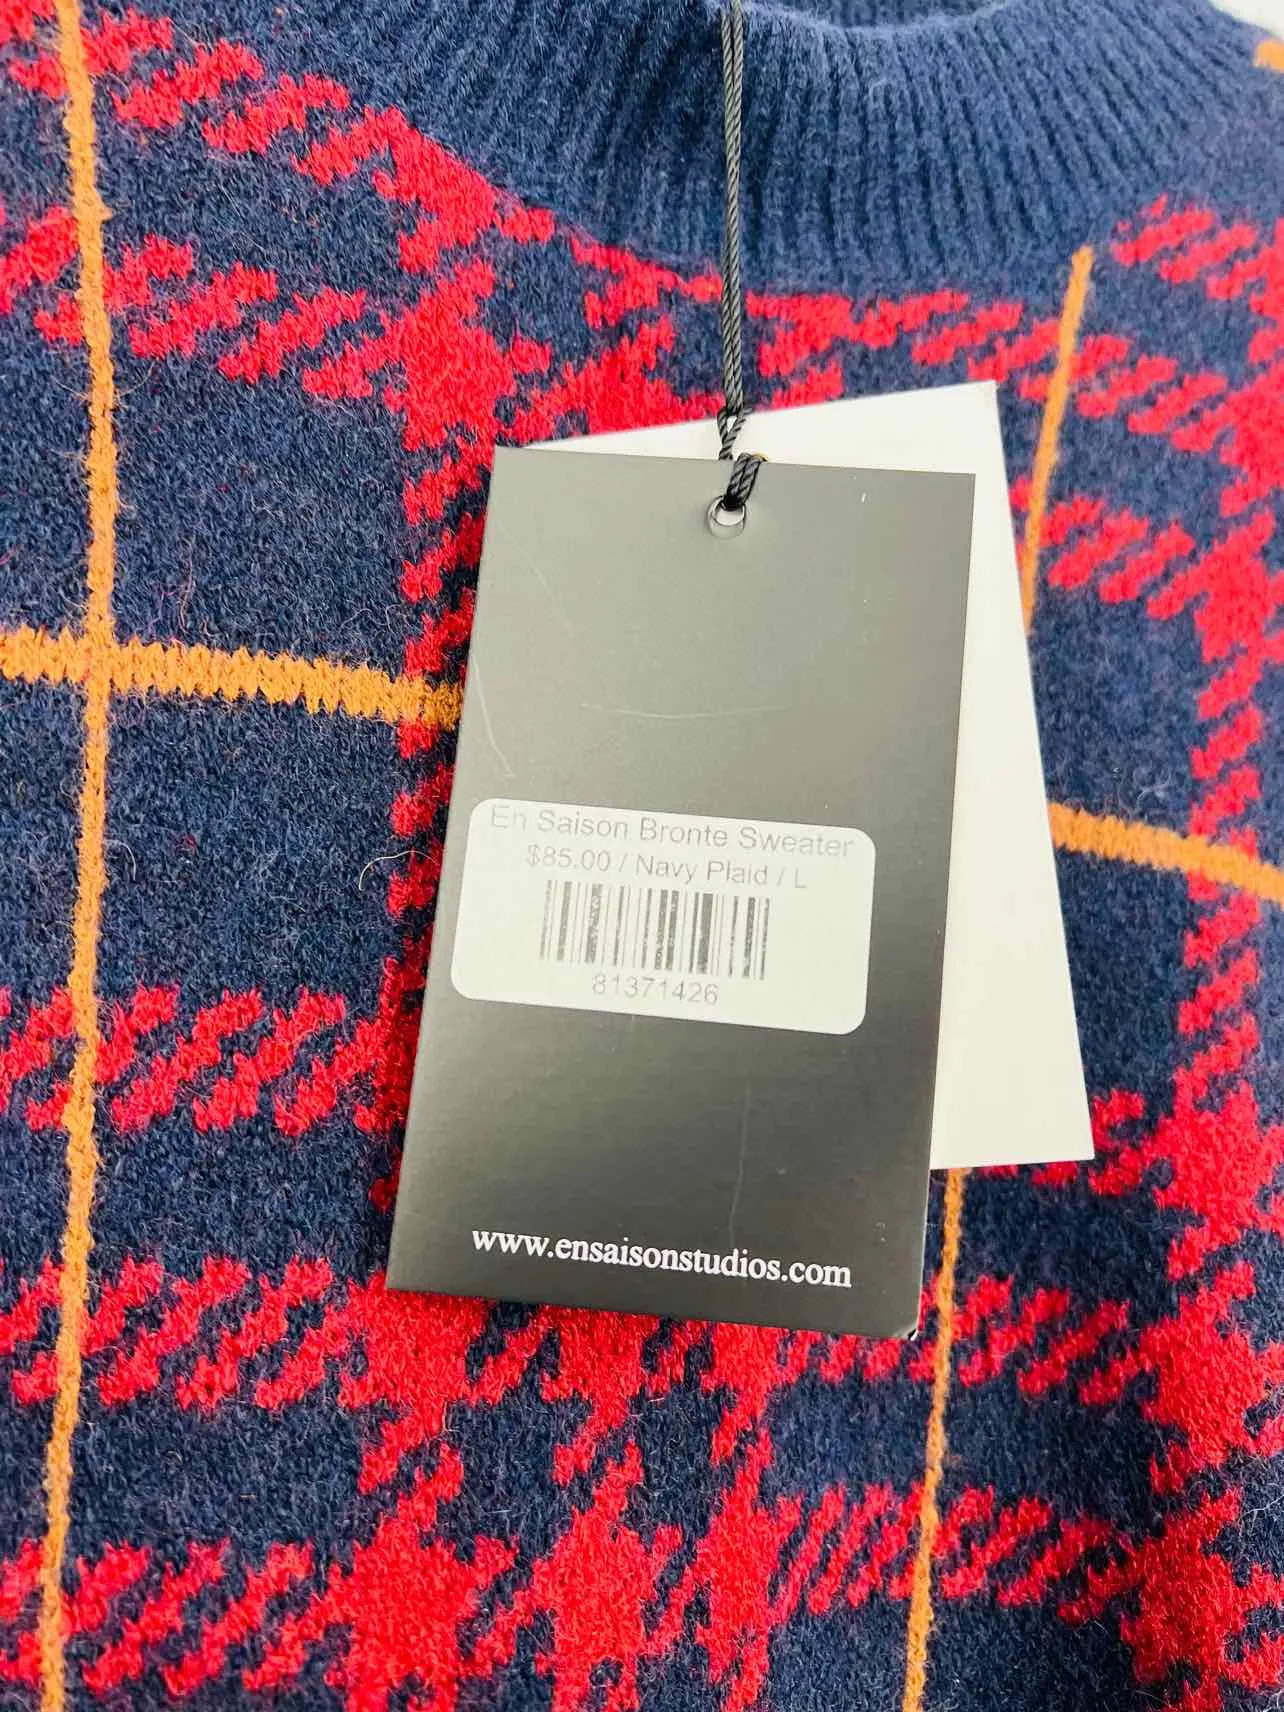 En Saison Bronte Sweater
$85.00 / Navy Plaid / L
81371426
www.ensaisonstudios.com